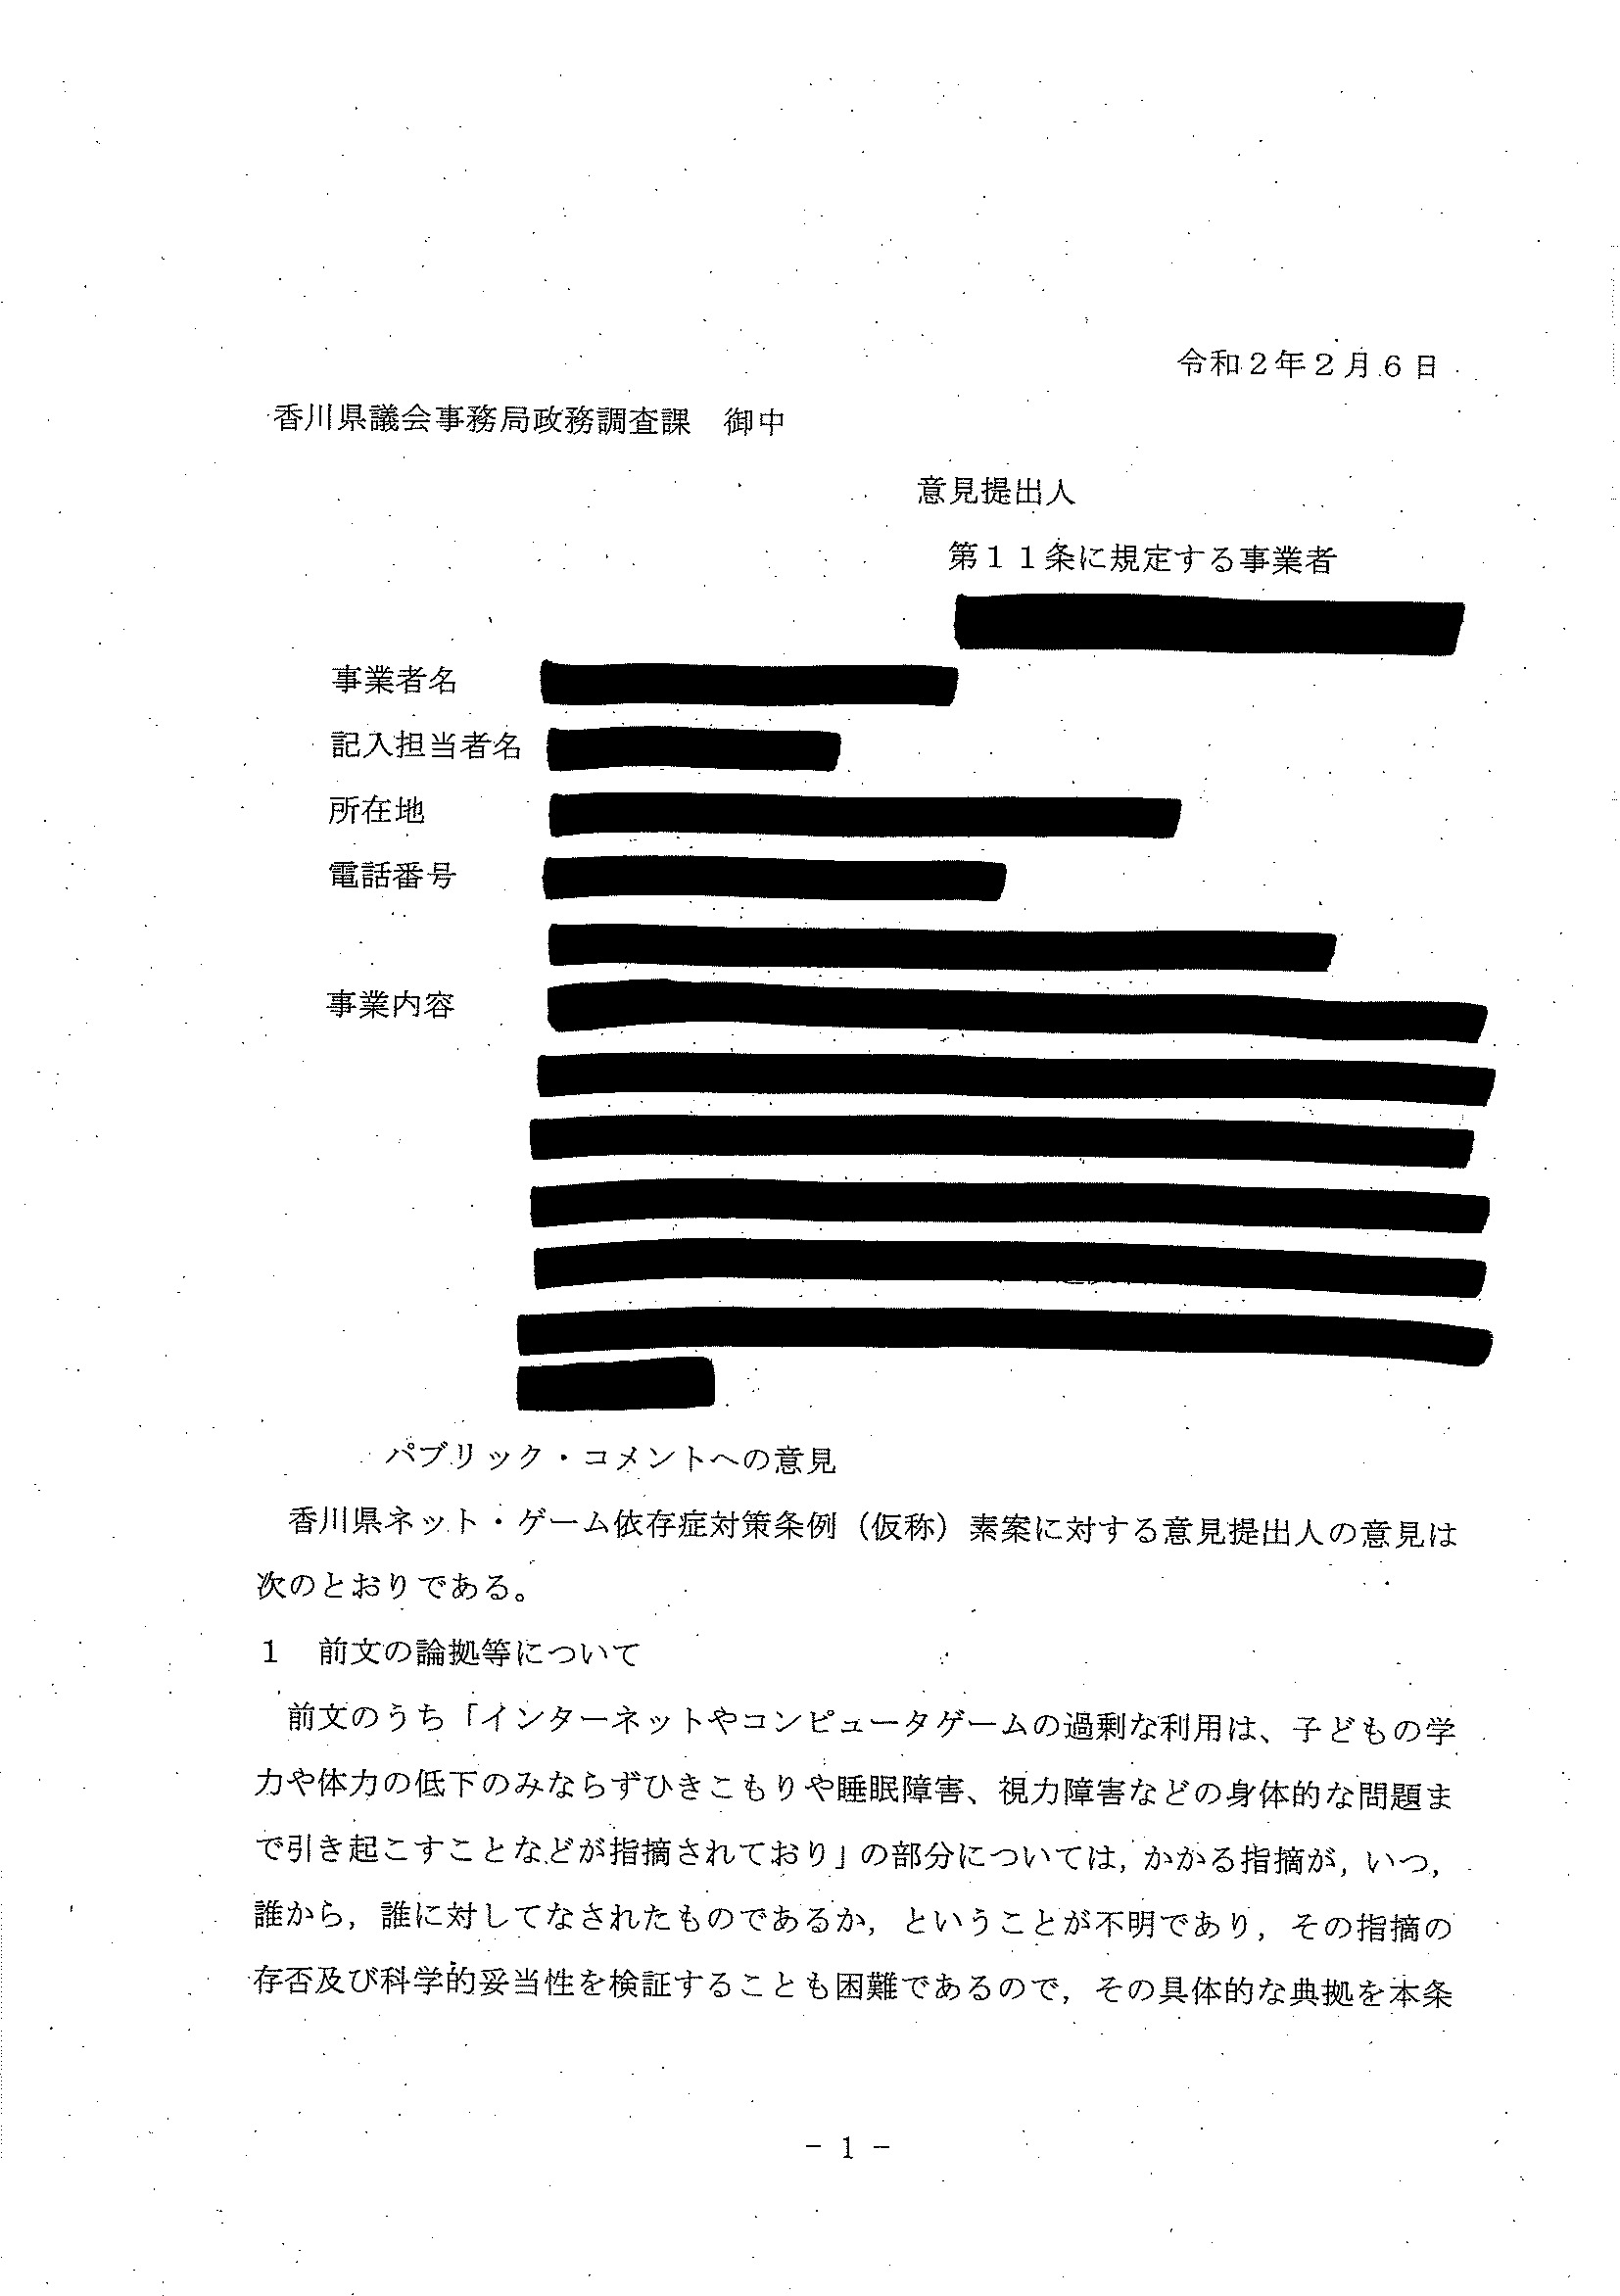 令和2年2月6日
香川県議会事務局政務調査課　御中
意見提出人
第11条に規定する事業者
事業者名
記入担当者名
所在地
電話番号
事業内容
パブリック・コメントへの意見
香川県ネット・ゲーム依存症対策条例（仮称）素案に対する意見提出人の意見は
次のとおりである。
1　前文の論拠等について
前文のうち「インターネットやコンピュータゲームの過剰な利用は、子どもの学
力や体力の低下のみならずひきこもりや睡眠障害、視力障害などの身体的な問題ま
で引き起こすことなどが指摘されており」の部分については，かかる指摘が，いつ，
誰から，誰に対してなされたものであるか，ということが不明であり，その指摘の
存否及び科学的妥当性を検証することも困難であるので，その具体的な典拠を本条
- 1 -